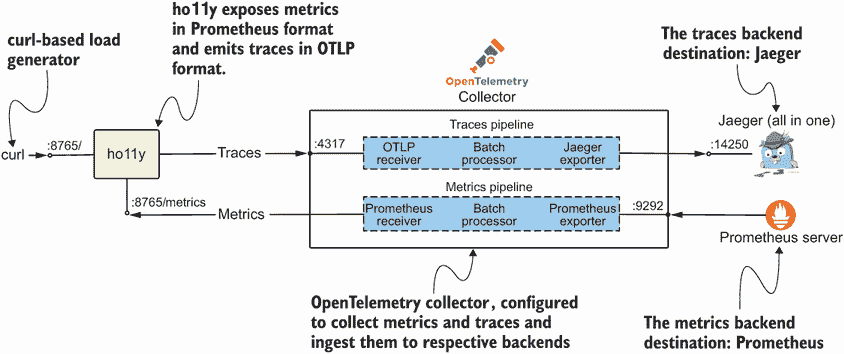 ho11y exposes metrics
in Prometheus format
and emits traces in OTLP
format.
curl-based load
generator
The traces backend
destination: Jaeger
OpenTelemetry
Collector
Jaeger (all in one)
Traces pipeline
curl
:8765/
ho11y
Traces
:4317
OTLP
receiver
Batch
processor
Jaeger
exporter
:14250
Metrics pipeline
:8765/metrics
Metrics
Prometheus
receiver
Batch
processor
Prometheus
exporter
:9292
Prometheus server
OpenTelemetry collector, configured
to collect metrics and traces and
ingest them to respective backends
The metrics backend
destination: Prometheus